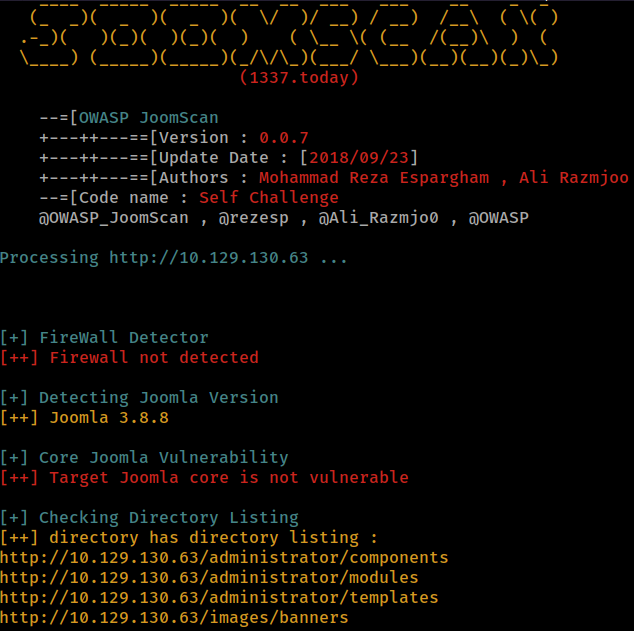 (1337.today)
--=[OWASP JoomScan
+---++---==[Version : 0.0.7
+---++---==[Update Date : [2018/09/23]
+---++---==[Authors : Mohammad Reza Espargham , Ali Razmjoo
--=[Code name : Self Challenge
@OWASP_JoomScan , @rezesp , @Ali_Razmjo0 , @OWASP
Processing http://10.129.130.63 ...
[+] FireWall Detector
[++] Firewall not detected
[+] Detecting Joomla Version
[++] Joomla 3.8.8
[+] Core Joomla Vulnerability
[++] Target Joomla core is not vulnerable
[+] Checking Directory Listing
[++] directory has directory listing :
http://10.129.130.63/administrator/components
http://10.129.130.63/administrator/modules
http://10.129.130.63/administrator/templates
http://10.129.130.63/images/banners